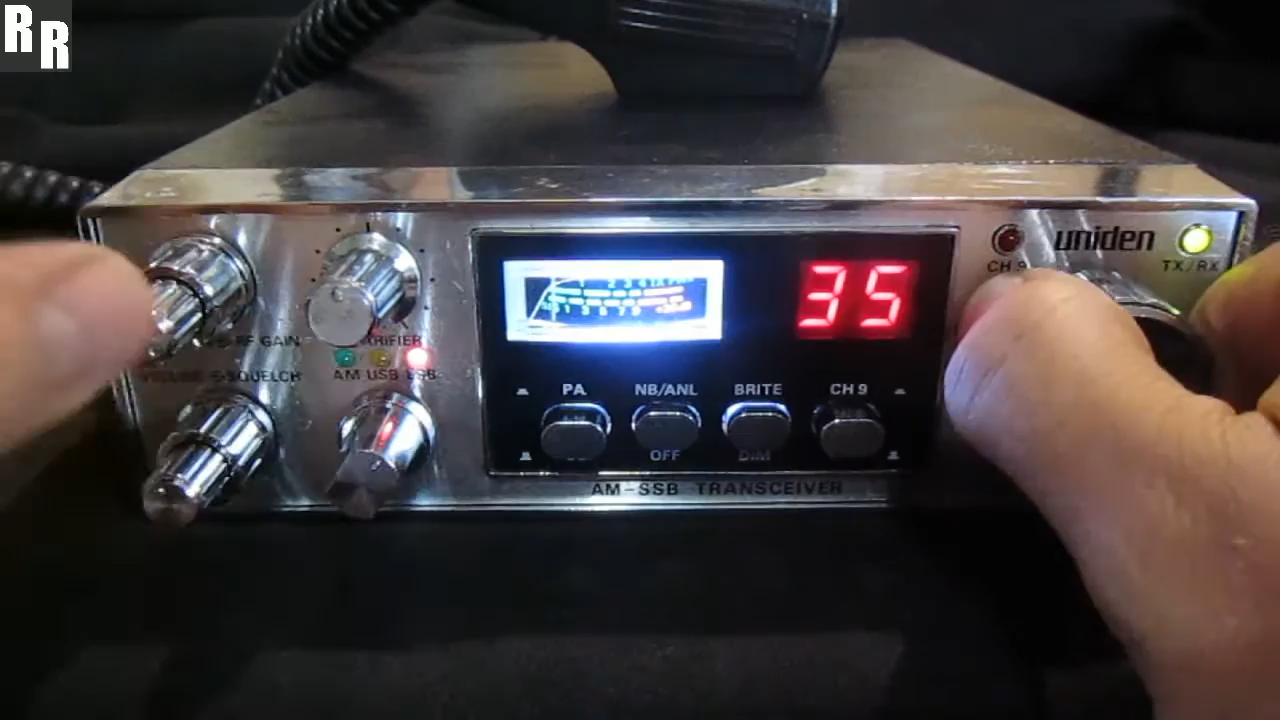 RR
uniden
CH 9
TX/RX
35
RF GAIN
SQUELCH
AM USB LSB
PA
NB/ANL
BRITE
CH 9
OFF
DIM
AM-SSB TRANSCEIVER